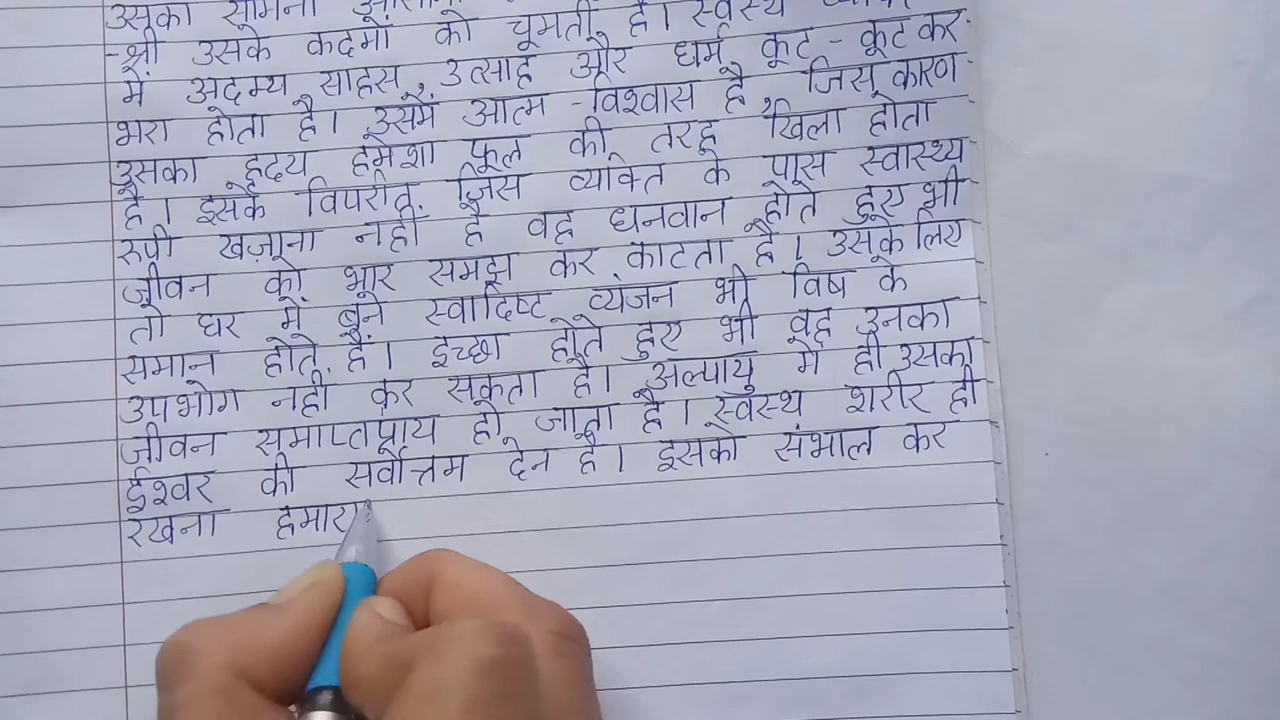 उसका
-श्री उसके कदमों को चूमती है। स्वस्थ
में अदम्य साहस, उत्साह और धर्म कूट-कूट कर
भरा होता है। उसमें आत्म-विश्वास है, जिस कारण
उसका हृदय हमेशा फूल की तरह खिला होता
है। इसके विपरीत, जिस व्यक्ति के पास स्वास्थ्य
रुपी खज़ाना नहीं है वह धनवान होते हुए भी
जीवन को भार समझ कर काटता है। उसके लिए
तो घर में बने स्वादिष्ट व्यंजन भी विष के
समान होते हैं। इच्छा होते हुए भी वह उनका
उपभोग नहीं कर सकता है। अल्पायु में ही उसका
जीवन समाप्तप्राय हो जाता है। स्वस्थ शरीर ही
ईश्वर की सर्वोत्तम देन है। इसको संभाल कर
रखना हमारा